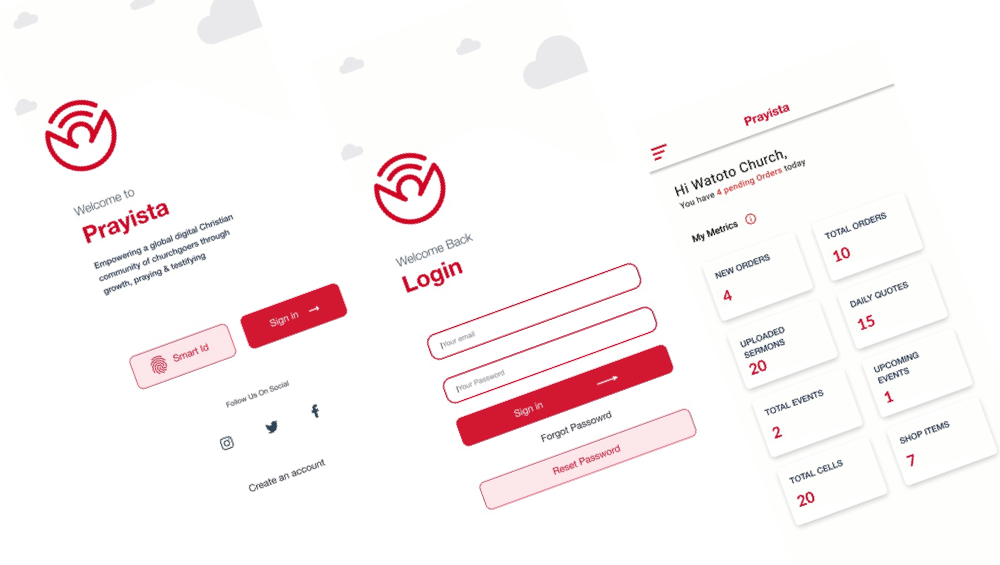 Welcome to
Prayista
Empowering a global digital Christian
community of churchgoers through
growth, praying & testifying
Smart Id
Sign in
Follow Us On Social
Create an account
Welcome Back
Login
Your email
Your Password
Sign in
Forgot Passowrd
Reset Password
Prayista
Hi Watoto Church,
You have 4 pending Orders today
My Metrics
NEW ORDERS
4
TOTAL ORDERS
10
UPLOADED
SERMONS
20
DAILY QUOTES
15
TOTAL EVENTS
2
UPCOMING
EVENTS
1
TOTAL CELLS
20
SHOP ITEMS
7